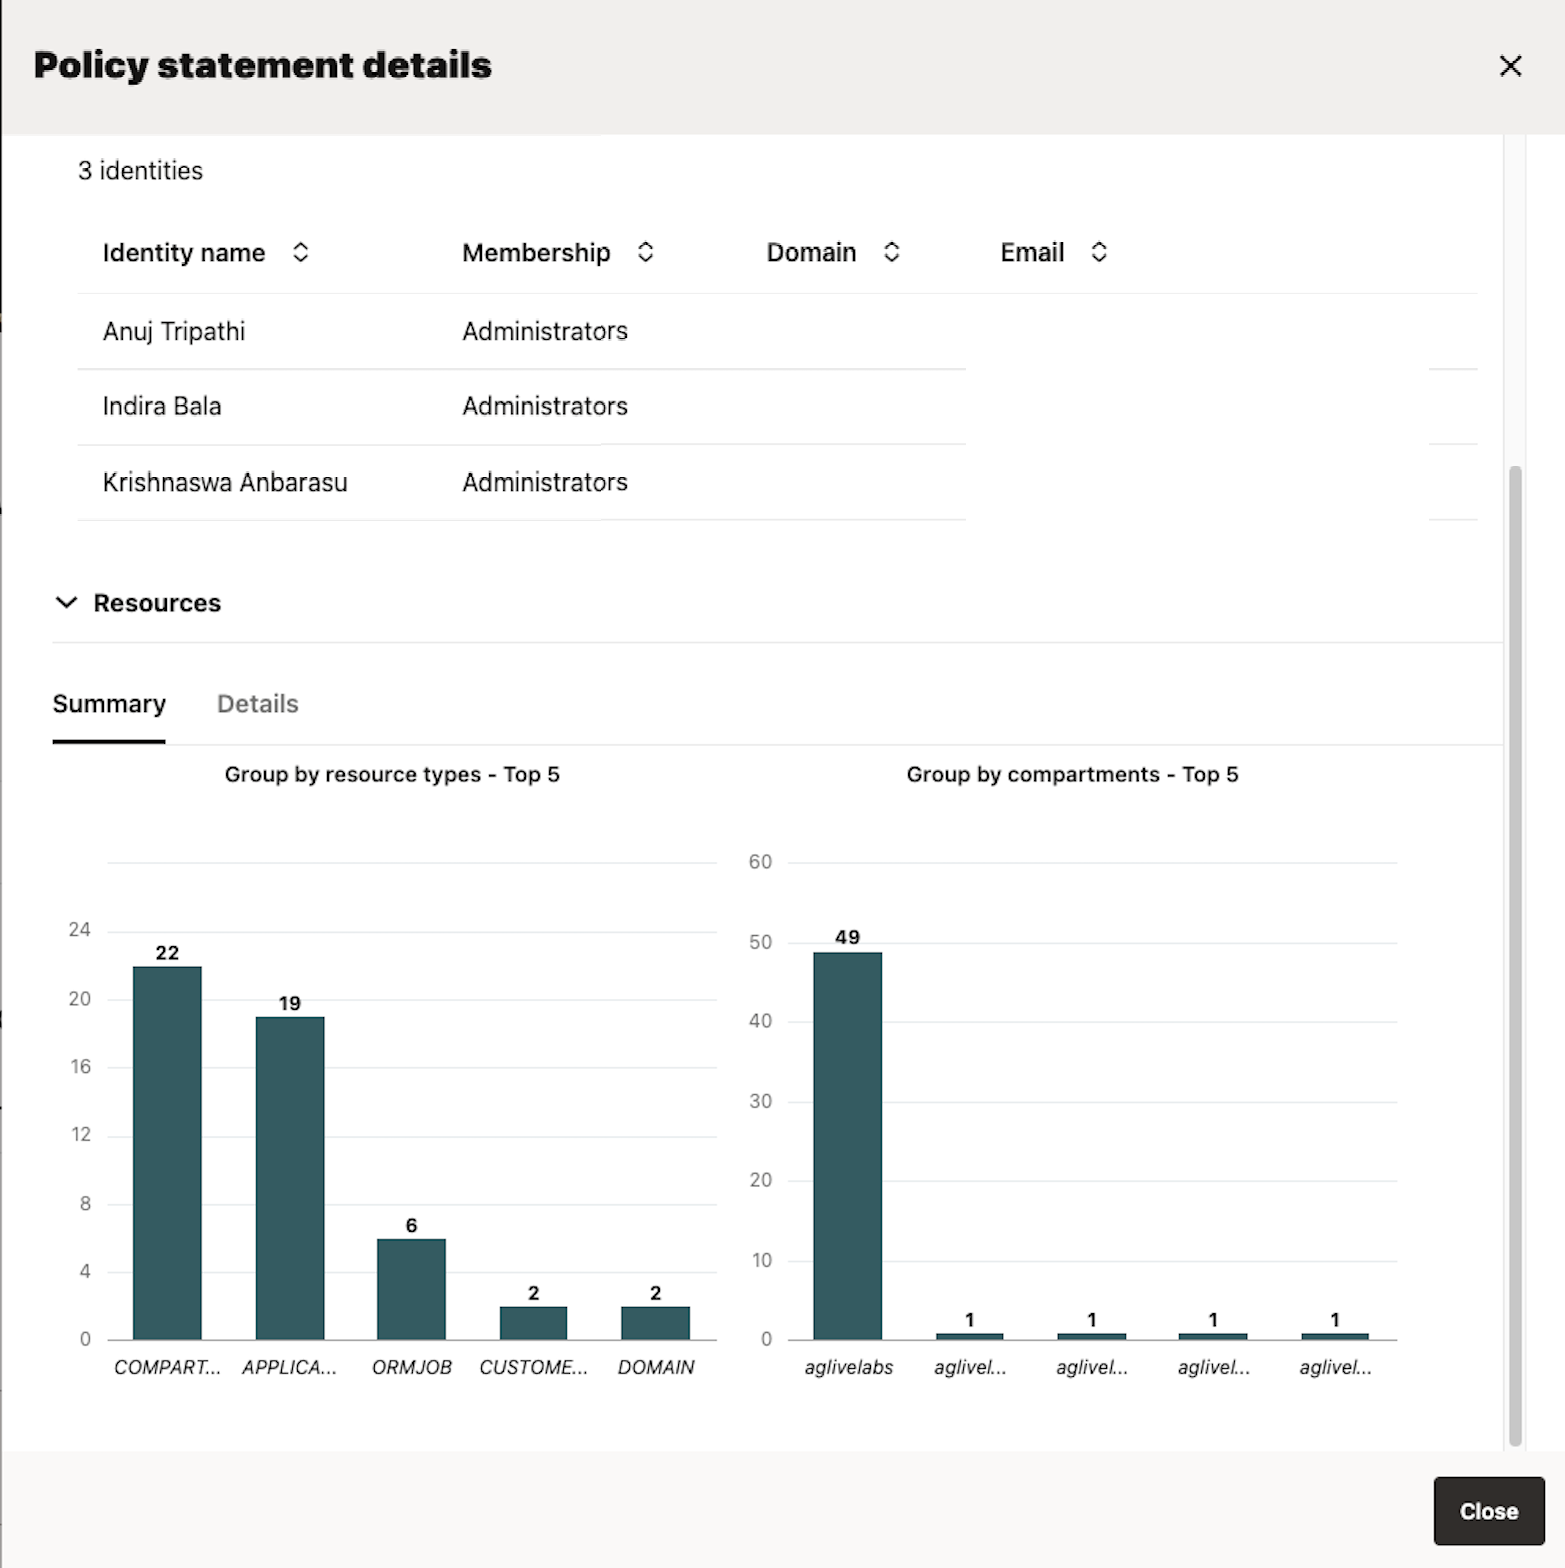 Policy statement details
3 identities
Identity name Membership Domain Email
Anuj Tripathi Administrators
Indira Bala Administrators
Krishnaswa Anbarasu Administrators
Resources
Summary Details
Group by resource types - Top 5
24
20
16
12
8
4
0
22
19
6
2
2
COMPART... APPLICA... ORMJOB CUSTOME... DOMAIN
Group by compartments - Top 5
60
50
40
30
20
10
0
49
1
1
1
1
aglivelabs aglivel... aglivel... aglivel... aglivel...
Close